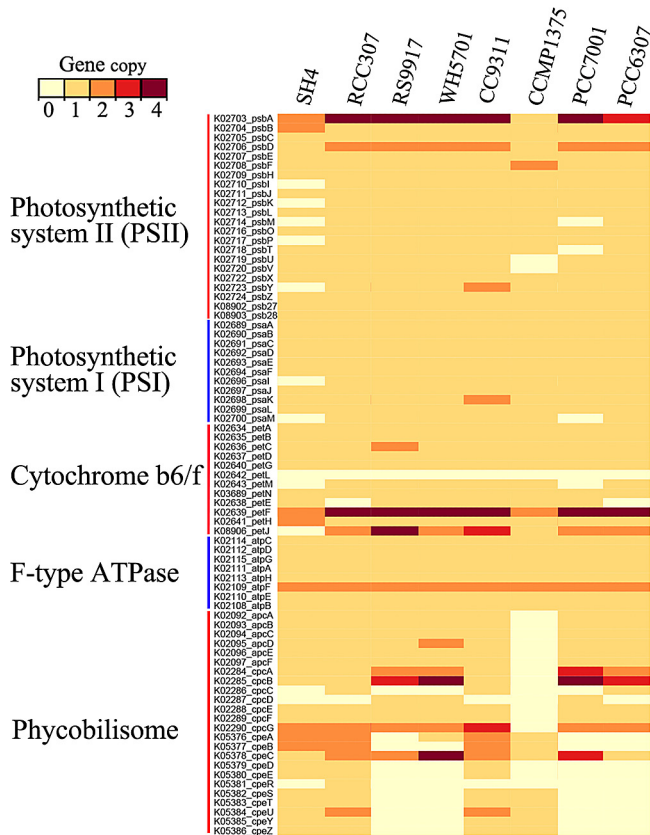 Gene copy
0 1 2 3 4
SH4
RCC307
RS9917
WH5701
CC9311
CCMP1375
PCC7001
PCC6307
Photosynthetic
system II (PSII)
K02703_psbA
K02704_psbB
K02705_psbC
K02706_psbD
K02707_psbE
K02708_psbF
K02709_psbH
K02710_psbI
K02711_psbJ
K02712_psbK
K02713_psbL
K02714_psbM
K02716_psbO
K02717_psbP
K02718_psbT
K02719_psbU
K02720_psbV
K02722_psbX
K02723_psbY
K02724_psbZ
K08902_psb27
K08903_psb28
Photosynthetic
system I (PSI)
K02689_psaA
K02690_psaB
K02691_psaC
K02692_psaD
K02693_psaE
K02694_psaF
K02696_psaI
K02697_psaJ
K02698_psaK
K02699_psaL
K02700_psaM
Cytochrome b6/f
K02634_petA
K02635_petB
K02636_petC
K02637_petD
K02640_petG
K02642_petL
K02643_petM
K03689_petN
K02638_petE
K02639_petF
K02641_petH
K08906_petJ
F-type ATPase
K02114_atpC
K02112_atpD
K02115_atpG
K02111_atpA
K02113_atpH
K02109_atpF
K02110_atpE
K02108_atpB
Phycobilisome
K02092_apcA
K02093_apcB
K02094_apcC
K02095_apcD
K02096_apcE
K02097_apcF
K02284_cpcA
K02285_cpcB
K02286_cpcC
K02287_cpcD
K02288_cpcE
K02289_cpcF
K02290_cpcG
K05376_cpeA
K05377_cpeB
K05378_cpeC
K05379_cpeD
K05380_cpeE
K05381_cpeR
K05382_cpeS
K05383_cpeT
K05384_cpeU
K05385_cpeY
K05386_cpeZ